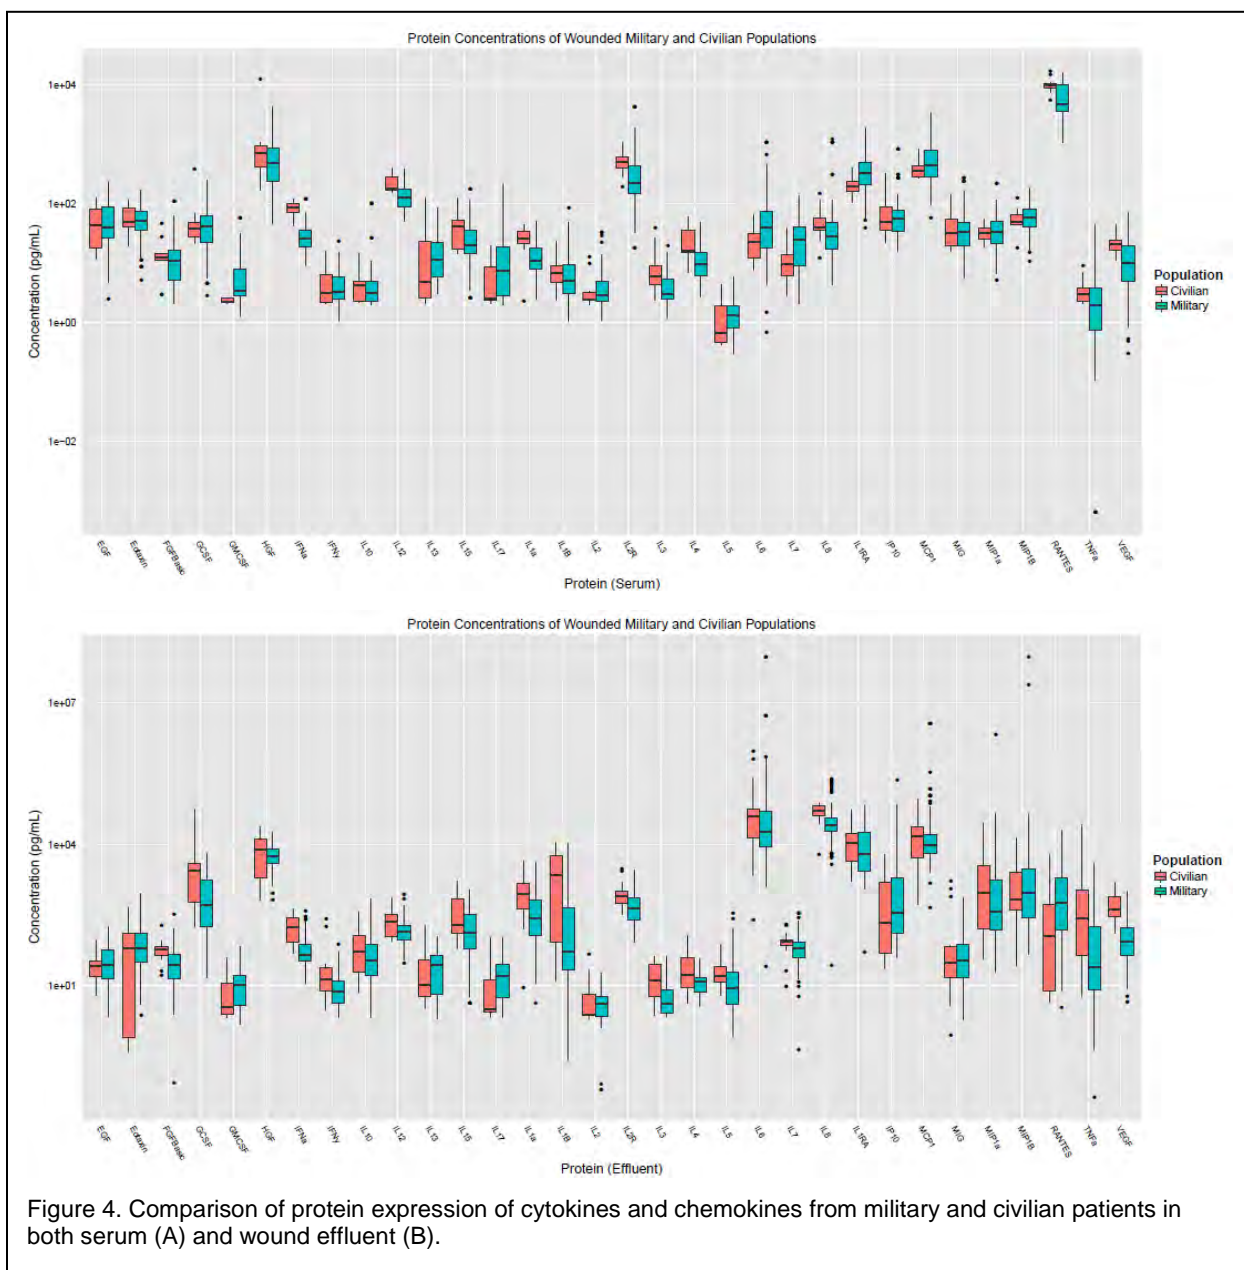 Protein Concentrations of Wounded Military and Civilian Populations
1e+04
1e+02
1e+00
1e−02
Concentration (pg/mL)
EGF
Eotaxin
FGFBasic
GCSF
GMCSF
HGF
IFNa
IFNy
IL10
IL12
IL13
IL15
IL17
IL1a
IL1B
IL2
IL2R
IL3
IL4
IL5
IL6
IL7
IL8
IL1RA
IP10
MCP1
MIG
MIP1a
MIP1B
RANTES
TNFa
VEGF
Protein (Serum)
Population
Civilian
Military
Protein Concentrations of Wounded Military and Civilian Populations
1e+07
1e+04
1e+01
Concentration (pg/mL)
EGF
Eotaxin
FGFBasic
GCSF
GMCSF
HGF
IFNa
IFNy
IL10
IL12
IL13
IL15
IL17
IL1a
IL1B
IL2
IL2R
IL3
IL4
IL5
IL6
IL7
IL8
IL1RA
IP10
MCP1
MIG
MIP1a
MIP1B
RANTES
TNFa
VEGF
Protein (Effluent)
Population
Civilian
Military
Figure 4. Comparison of protein expression of cytokines and chemokines from military and civilian patients in
both serum (A) and wound effluent (B).